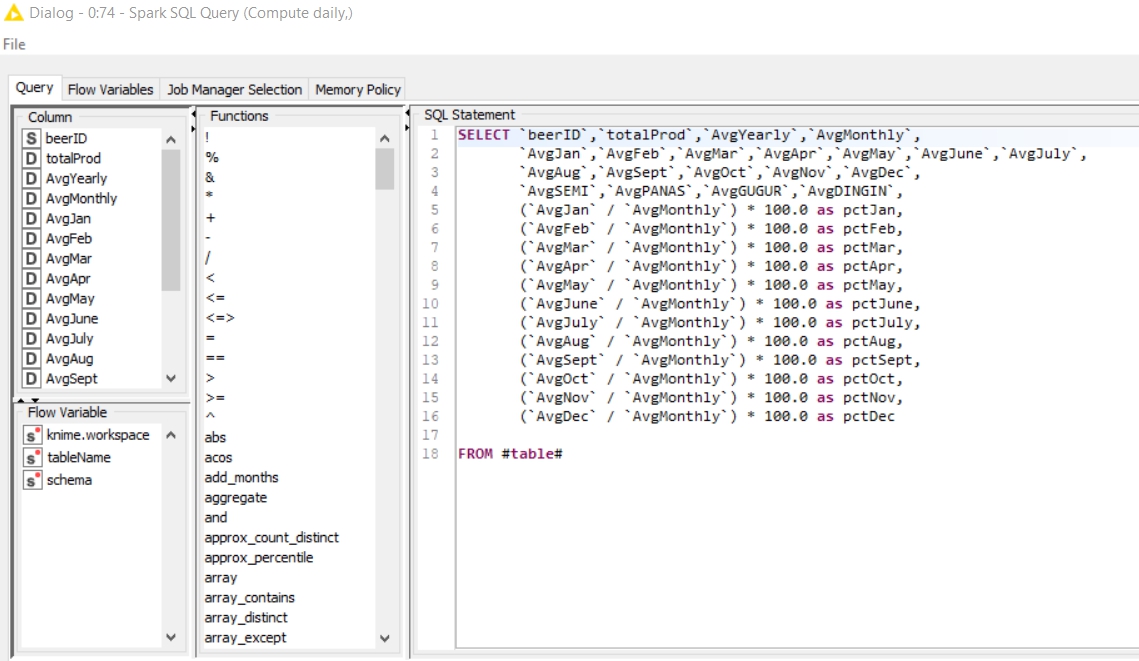 Dialog - 0:74 - Spark SQL Query (Compute daily,)
File
Query Flow Variables Job Manager Selection Memory Policy
Column
S beerID
D totalProd
D AvgYearly
D AvgMonthly
D AvgJan
D AvgFeb
D AvgMar
D AvgApr
D AvgMay
D AvgJune
D AvgJuly
D AvgAug
D AvgSept
Flow Variable
s knime.workspace
s tableName
s schema
Functions
!
%
&
*
+
-
/
<
<=
<=>
=
==
>
>=
^
abs
acos
add_months
aggregate
and
approx_count_distinct
approx_percentile
array
array_contains
array_distinct
array_except
SQL Statement
1 SELECT `beerID`,`totalProd`,`AvgYearly`,`AvgMonthly`,
2 `AvgJan`,`AvgFeb`,`AvgMar`,`AvgApr`,`AvgMay`,`AvgJune`,`AvgJuly`,
3 `AvgAug`,`AvgSept`,`AvgOct`,`AvgNov`,`AvgDec`,
4 `AvgSEMI`,`AvgPANAS`,`AvgGUGUR`,`AvgDINGIN`,
5 (`AvgJan` / `AvgMonthly`) * 100.0 as pctJan,
6 (`AvgFeb` / `AvgMonthly`) * 100.0 as pctFeb,
7 (`AvgMar` / `AvgMonthly`) * 100.0 as pctMar,
8 (`AvgApr` / `AvgMonthly`) * 100.0 as pctApr,
9 (`AvgMay` / `AvgMonthly`) * 100.0 as pctMay,
10 (`AvgJune` / `AvgMonthly`) * 100.0 as pctJune,
11 (`AvgJuly` / `AvgMonthly`) * 100.0 as pctJuly,
12 (`AvgAug` / `AvgMonthly`) * 100.0 as pctAug,
13 (`AvgSept` / `AvgMonthly`) * 100.0 as pctSept,
14 (`AvgOct` / `AvgMonthly`) * 100.0 as pctOct,
15 (`AvgNov` / `AvgMonthly`) * 100.0 as pctNov,
16 (`AvgDec` / `AvgMonthly`) * 100.0 as pctDec
17
18 FROM #table#